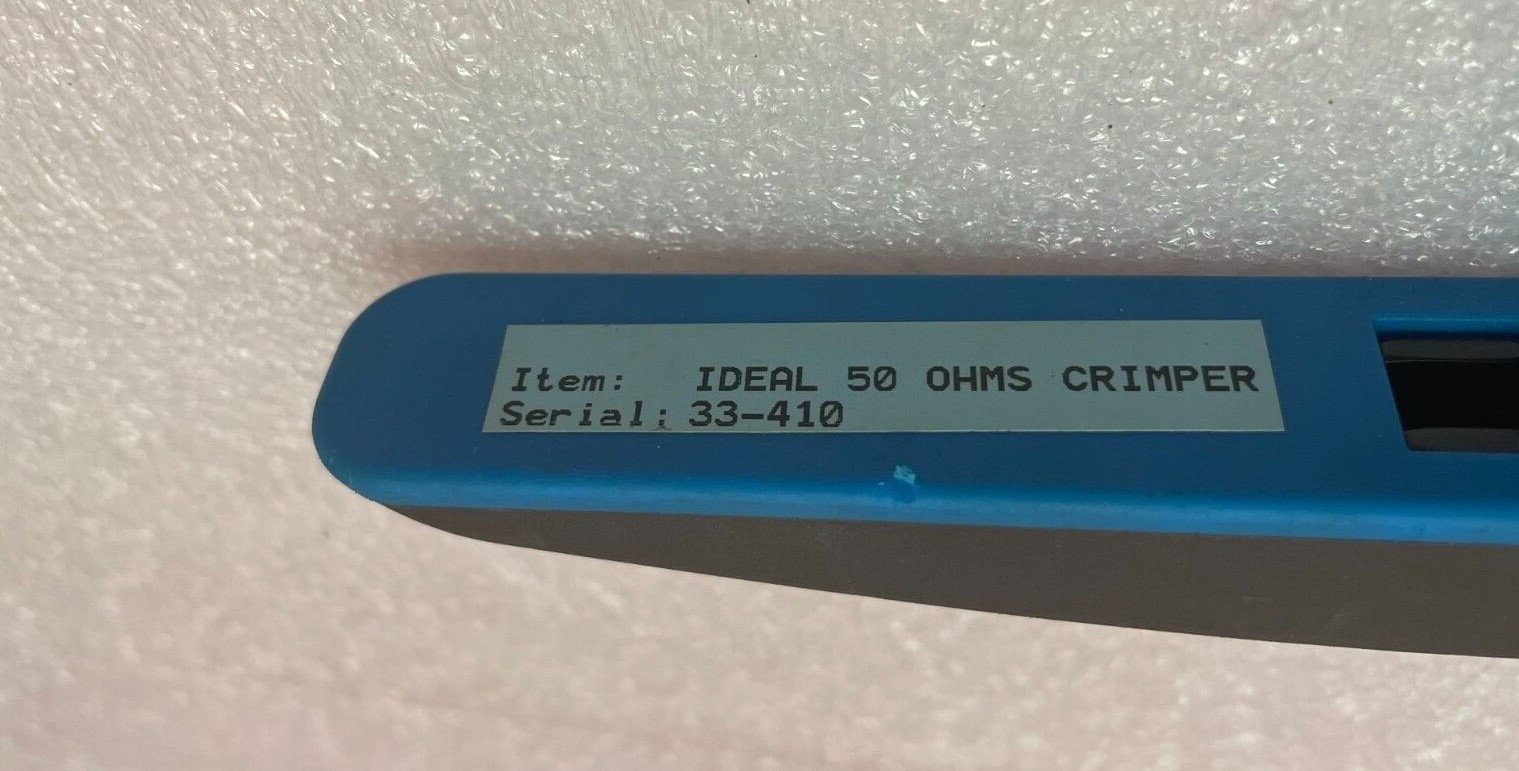 Item: IDEAL 50 OHMS CRIMPER
Serial: 33-410